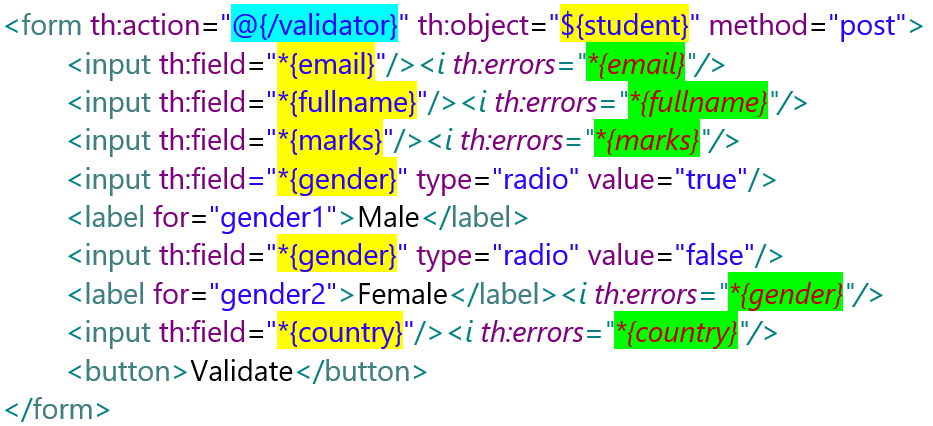 <form th:action="@{/validator}" th:object="${student}" method="post">
<input th:field="*{email}"/><i th:errors="*{email}"/>
<input th:field="*{fullname}"/><i th:errors="*{fullname}"/>
<input th:field="*{marks}"/><i th:errors="*{marks}"/>
<input th:field="*{gender}" type="radio" value="true"/>
<label for="gender1">Male</label>
<input th:field="*{gender}" type="radio" value="false"/>
<label for="gender2">Female</label><i th:errors="*{gender}"/>
<input th:field="*{country}"/><i th:errors="*{country}"/>
<button>Validate</button>
</form>